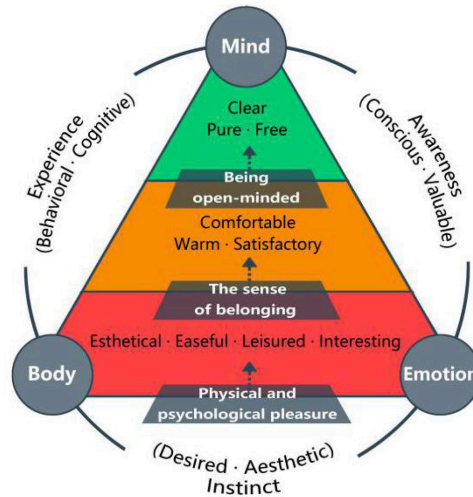 Mind
Clear
Pure · Free
Being
open-minded
Experience
(Behavioral · Cognitive)
Awareness
(Conscious · Valuable)
Comfortable
Warm · Satisfactory
The sense
of belonging
Esthetical · Easeful · Leisured · Interesting
Body
Emotion
Physical and
psychological pleasure
(Desired · Aesthetic)
Instinct